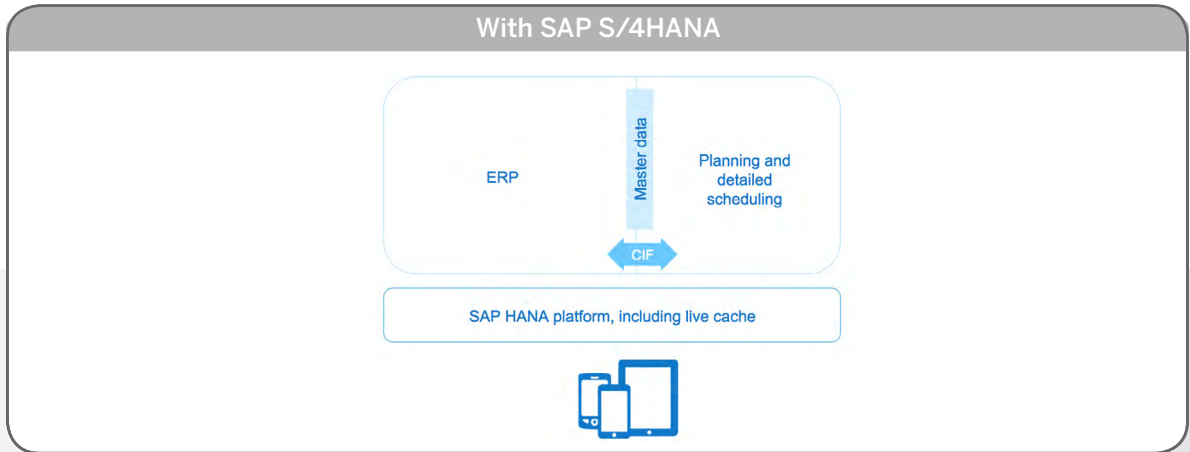 With SAP S/4HANA
ERP
Master data
Planning and
detailed
scheduling
CIF
SAP HANA platform, including live cache